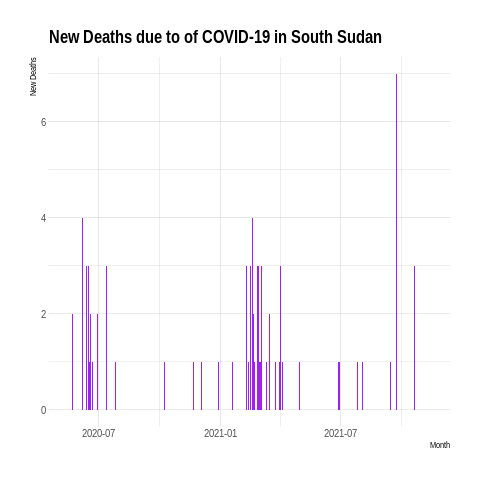 New Deaths due to of COVID-19 in South Sudan
New Deaths
6
4
2
0
2020-07
2021-01
2021-07
Month